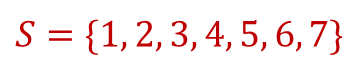 S = {1, 2, 3, 4, 5, 6, 7}